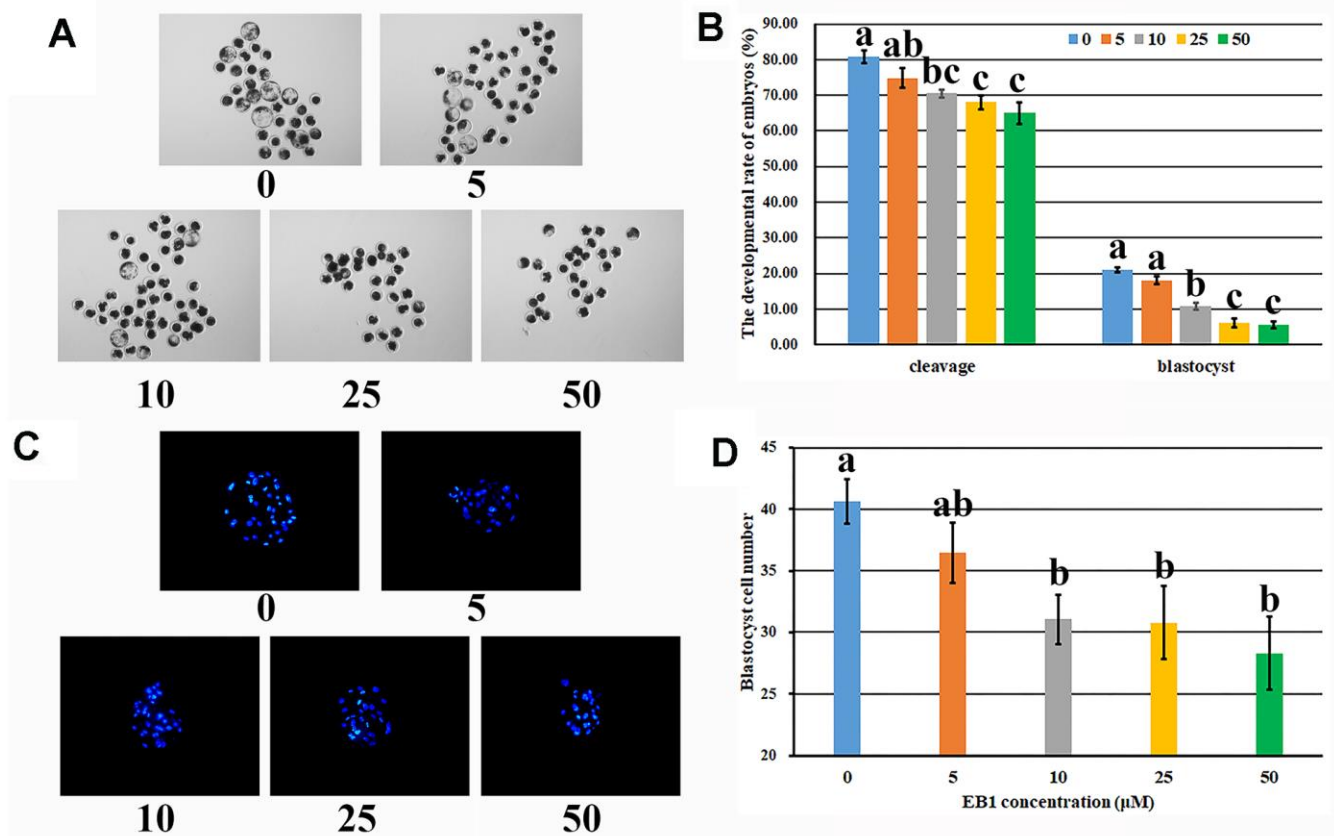 A
0
5
10
25
50
B
The developmental rate of embryos (%)
90.00
80.00
70.00
60.00
50.00
40.00
30.00
20.00
10.00
0.00
0 5 10 25 50
a ab bc c c
a a b c c
cleavage blastocyst
C
0
5
10
25
50
D
Blastocyst cell number
45
40
35
30
25
20
a ab b b b
0 5 10 25 50
EB1 concentration (μM)